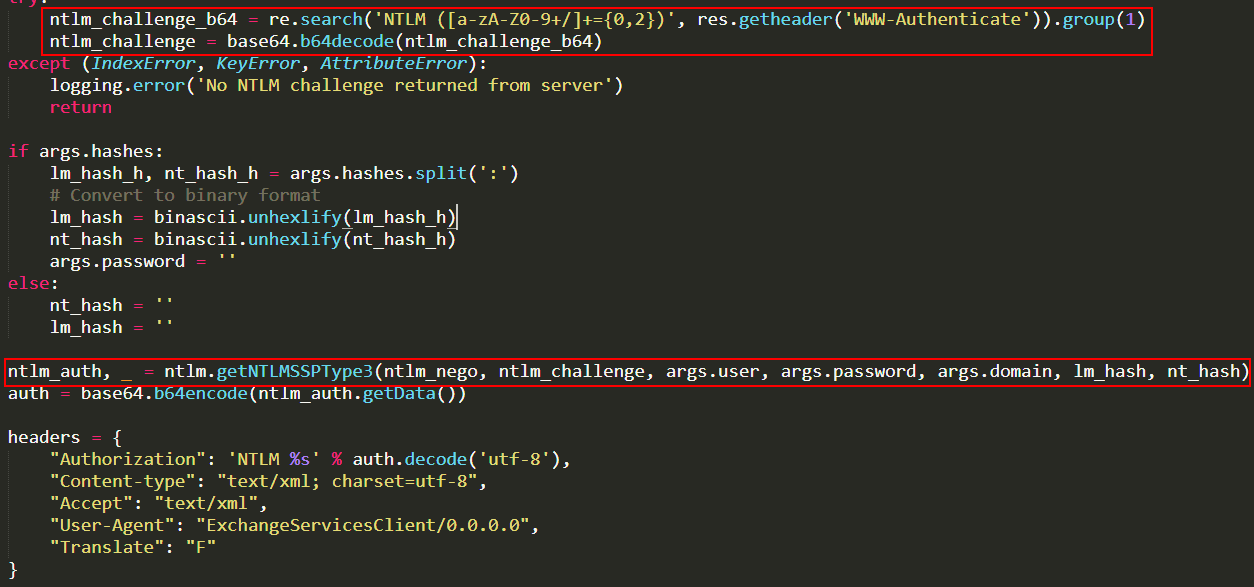 try:
    ntlm_challenge_b64 = re.search('NTLM ([a-zA-Z0-9+/]+={0,2})', res.getheader('WWW-Authenticate')).group(1)
    ntlm_challenge = base64.b64decode(ntlm_challenge_b64)
except (IndexError, KeyError, AttributeError):
    logging.error('No NTLM challenge returned from server')
    return
if args.hashes:
    lm_hash_h, nt_hash_h = args.hashes.split(':')
    # Convert to binary format
    lm_hash = binascii.unhexlify(lm_hash_h)
    nt_hash = binascii.unhexlify(nt_hash_h)
    args.password = ''
else:
    nt_hash = ''
    lm_hash = ''
ntlm_auth, _ = ntlm.getNTLMSSPType3(ntlm_nego, ntlm_challenge, args.user, args.password, args.domain, lm_hash, nt_hash)
auth = base64.b64encode(ntlm_auth.getData())
headers = {
    "Authorization": 'NTLM %s' % auth.decode('utf-8'),
    "Content-type": "text/xml; charset=utf-8",
    "Accept": "text/xml",
    "User-Agent": "ExchangeServicesClient/0.0.0.0",
    "Translate": "F"
}